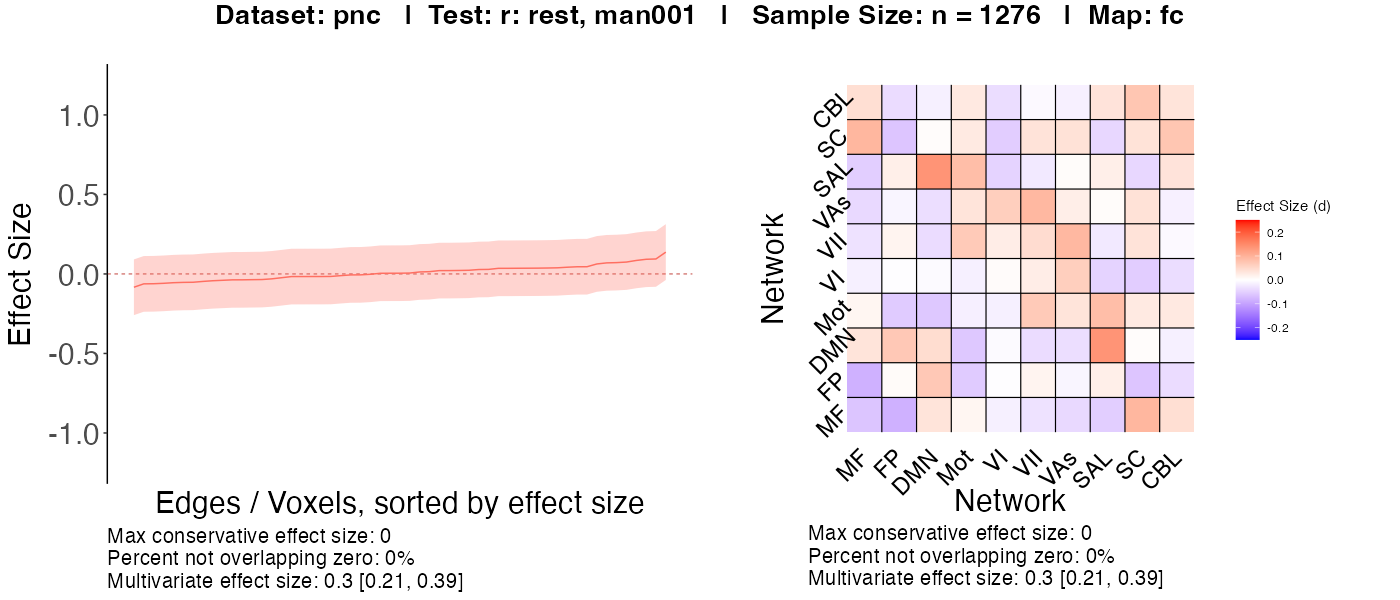 Dataset: pnc | Test: r: rest, man001 | Sample Size: n = 1276 | Map: fc
Effect Size
1.0
0.5
0.0
-0.5
-1.0
Edges / Voxels, sorted by effect size
Max conservative effect size: 0
Percent not overlapping zero: 0%
Multivariate effect size: 0.3 [0.21, 0.39]
Network
CBL
SC
SAL
VAs
VII
VI
Mot
DMN
FP
MF
MF
FP
DMN
Mot
VI
VII
VAs
SAL
SC
CBL
Network
Max conservative effect size: 0
Percent not overlapping zero: 0%
Multivariate effect size: 0.3 [0.21, 0.39]
Effect Size (d)
0.2
0.1
0.0
-0.1
-0.2